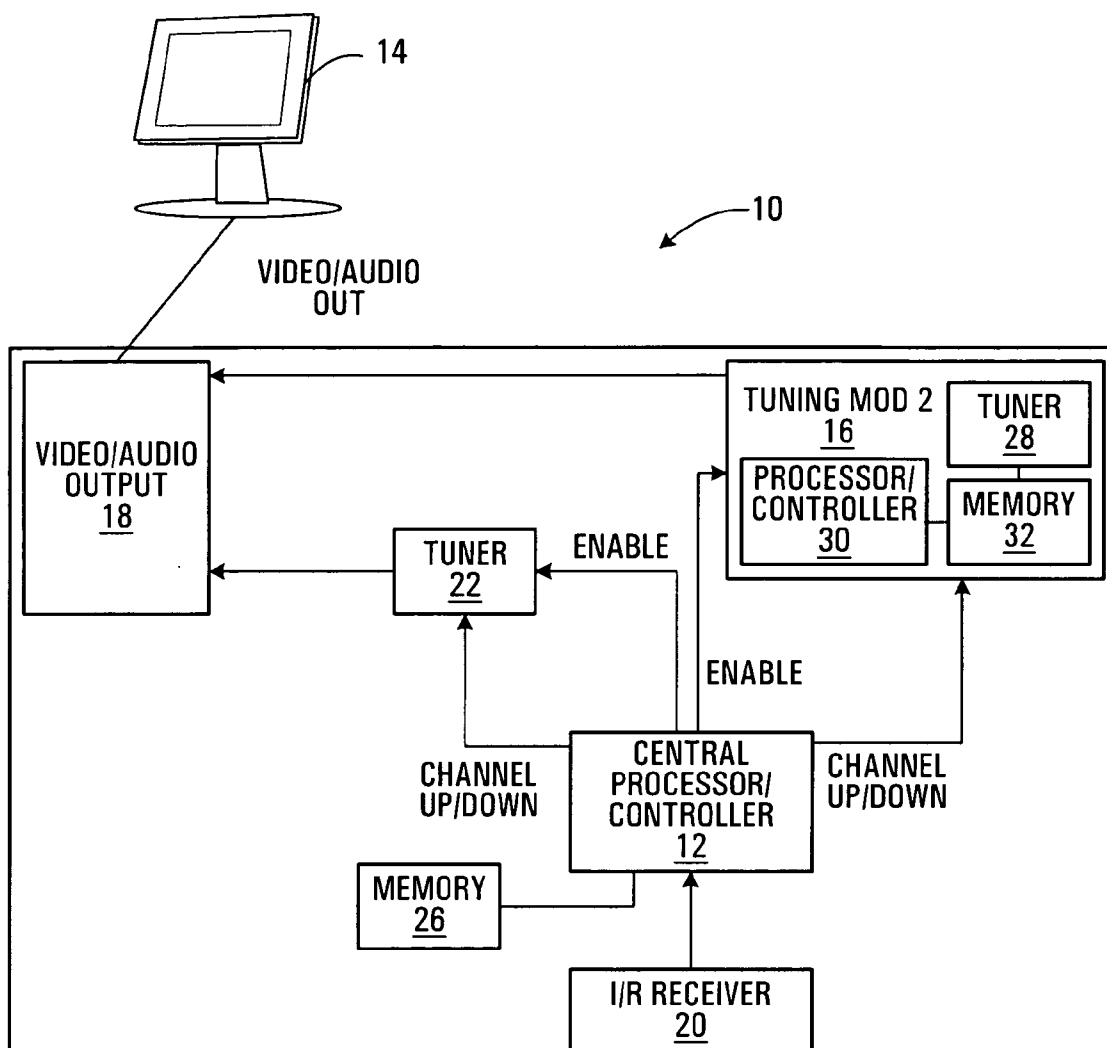 14
10
VIDEO/AUDIO
OUT
VIDEO/AUDIO
OUTPUT
18
TUNING MOD 2
16
TUNER
28
PROCESSOR/
CONTROLLER
30
MEMORY
32
TUNER
22
ENABLE
ENABLE
CHANNEL
UP/DOWN
CENTRAL
PROCESSOR/
CONTROLLER
12
CHANNEL
UP/DOWN
MEMORY
26
I/R RECEIVER
20